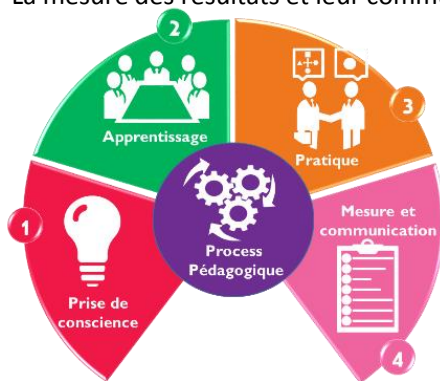 La mesure des résultats et leur comm
2
Apprentissage
3
Pratique
1
Prise de
conscience
Process
Pédagogique
Mesure et
communication
4